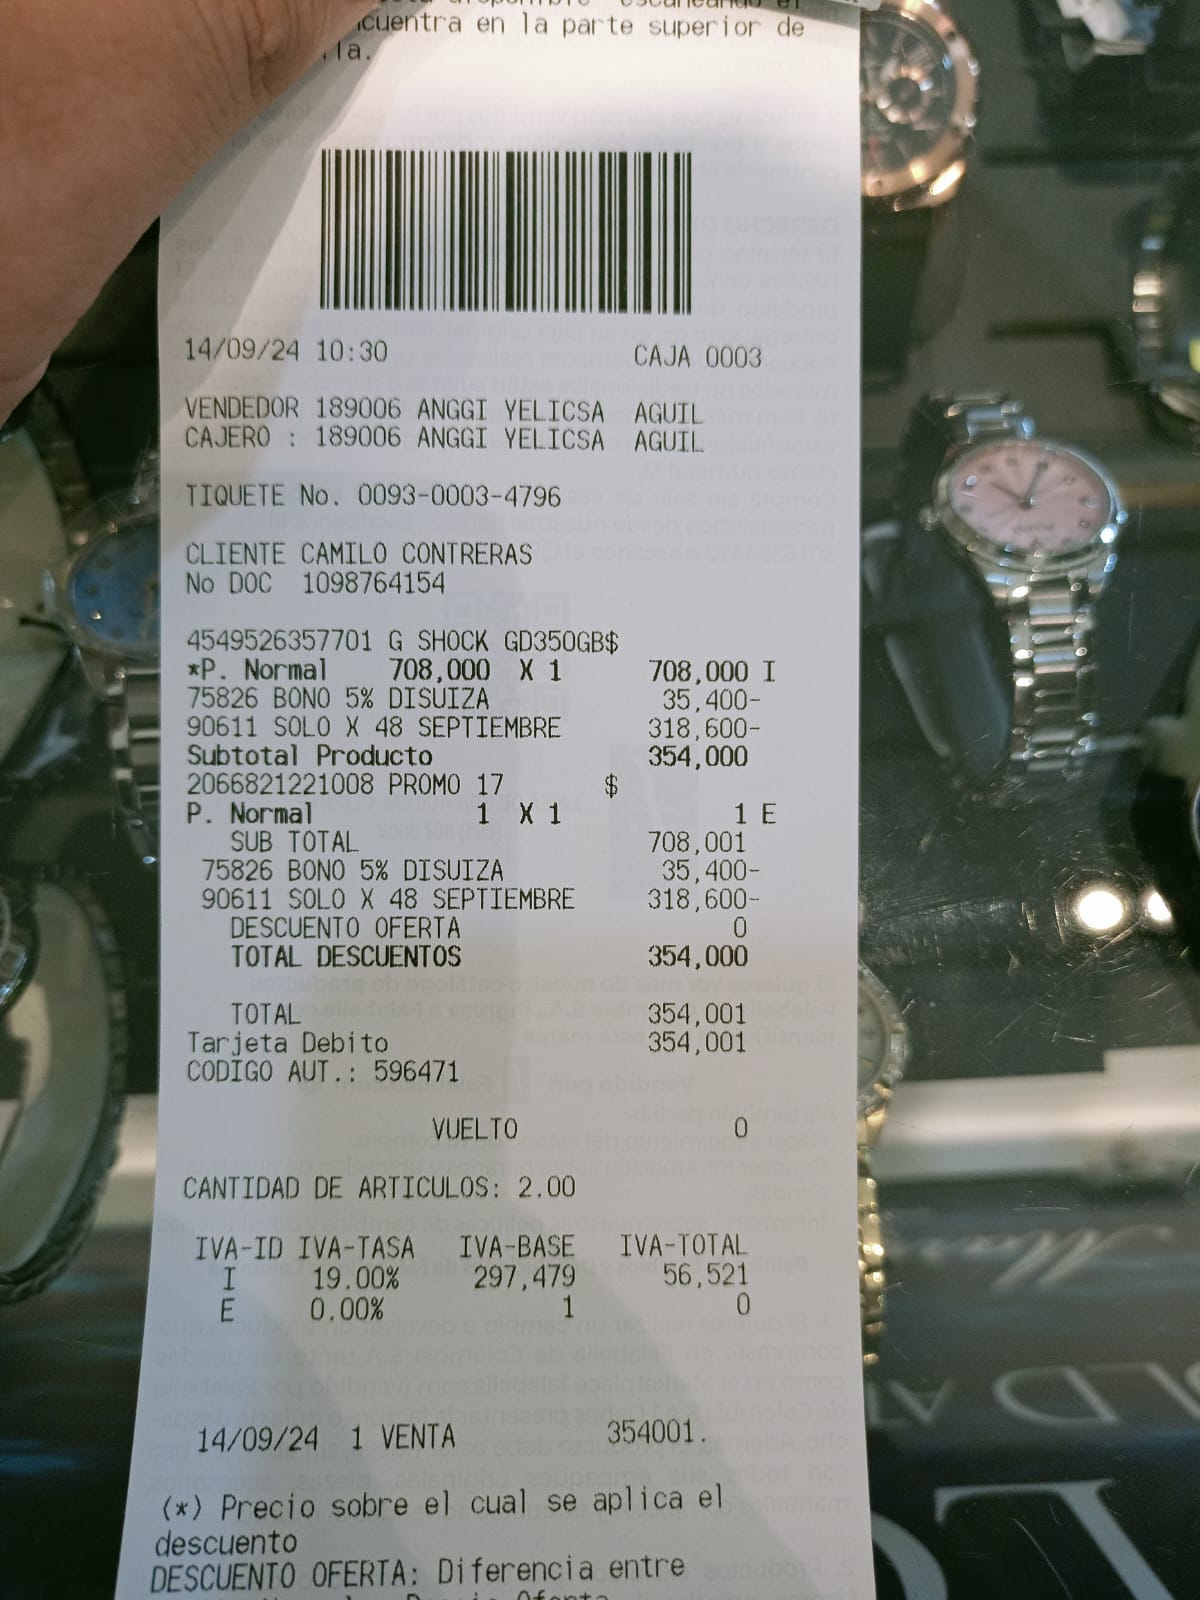 cuentra en la parte superior de
la.
14/09/24 10:30 CAJA 0003
VENDEDOR 189006 ANGGI YELICSA AGUIL
CAJERO : 189006 ANGGI YELICSA AGUIL
TIQUETE No. 0093-0003-4796
CLIENTE CAMILO CONTRERAS
No DOC 1098764154
4549526357701 G SHOCK GD350GB$
*P. Normal 708,000 X 1 708,000 I
75826 BONO 5% DISUIZA 35,400-
90611 SOLO X 48 SEPTIEMBRE 318,600-
Subtotal Producto 354,000
2066821221008 PROMO 17 $
P. Normal 1 X 1 1 E
SUB TOTAL 708,001
75826 BONO 5% DISUIZA 35,400-
90611 SOLO X 48 SEPTIEMBRE 318,600-
DESCUENTO OFERTA 0
TOTAL DESCUENTOS 354,000
TOTAL 354,001
Tarjeta Debito 354,001
CODIGO AUT.: 596471
VUELTO 0
CANTIDAD DE ARTICULOS: 2.00
IVA-ID IVA-TASA IVA-BASE IVA-TOTAL
I 19.00% 297,479 56,521
E 0.00% 1 0
14/09/24 1 VENTA 354001.
(*) Precio sobre el cual se aplica el
descuento
DESCUENTO OFERTA: Diferencia entre